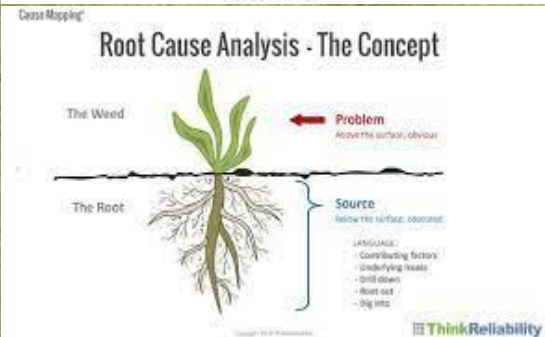 Cause Mapping®
Root Cause Analysis - The Concept
The Weed
Problem
Above the surface, obvious
The Root
Source
Below the surface, obscured
LANGUAGE:
- Contributing factors
- Underlying issues
- Drill down
- Root out
- Dig into
ThinkReliability